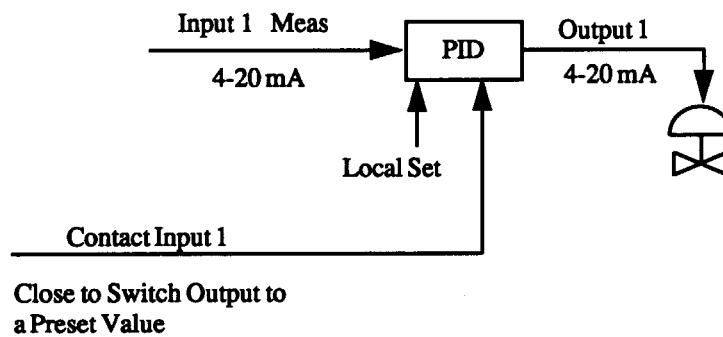 Input 1 Meas
4-20 mA
PID
Output 1
4-20 mA
Local Set
Contact Input 1
Close to Switch Output to
a Preset Value